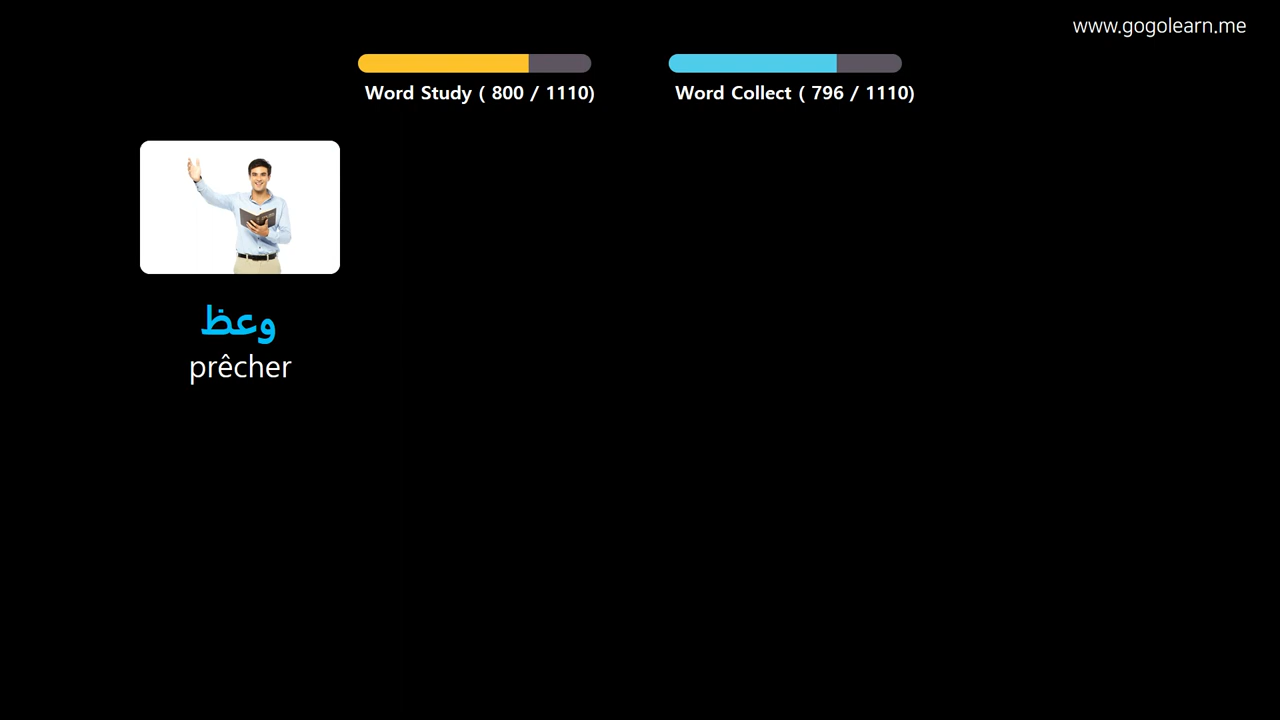 www.gogolearn.me
Word Study ( 800 / 1110)
Word Collect ( 796 / 1110)
وعظ
prêcher